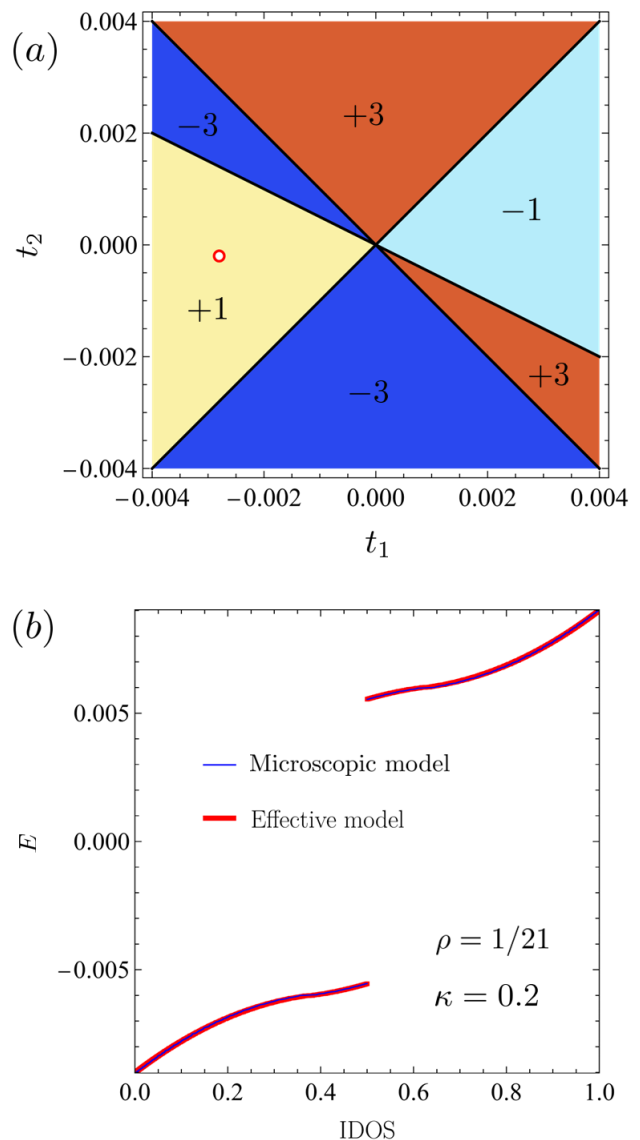 (a)
0.004
0.002
0.000
−0.002
−0.004
t₂
−3
+3
−1
+1
−3
+3
−0.004 −0.002 0.000 0.002 0.004
t₁
(b)
0.005
0.000
−0.005
E
Microscopic model
Effective model
ρ = 1/21
κ = 0.2
0.0 0.2 0.4 0.6 0.8 1.0
IDOS